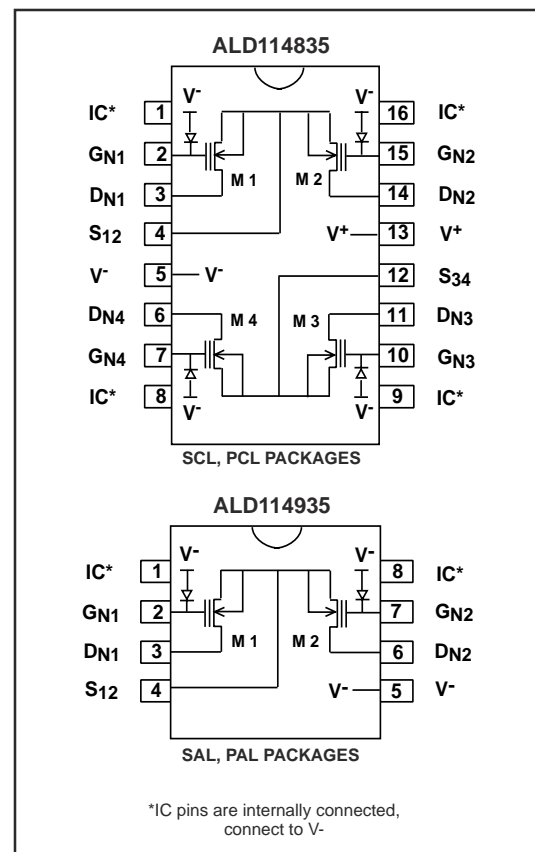 ALD114835
IC* 1 V- V- 16 IC*
GN1 2 15 GN2
M 1 M 2
DN1 3 14 DN2
S12 4 V+ 13 V+
V- 5 V- 12 S34
DN4 6 M 4 M 3 11 DN3
GN4 7 10 GN3
IC* 8 V- V- 9 IC*
SCL, PCL PACKAGES
ALD114935
IC* 1 V- V- 8 IC*
GN1 2 7 GN2
M 1 M 2
DN1 3 6 DN2
S12 4 V- 5 V-
SAL, PAL PACKAGES
*IC pins are internally connected,
connect to V-